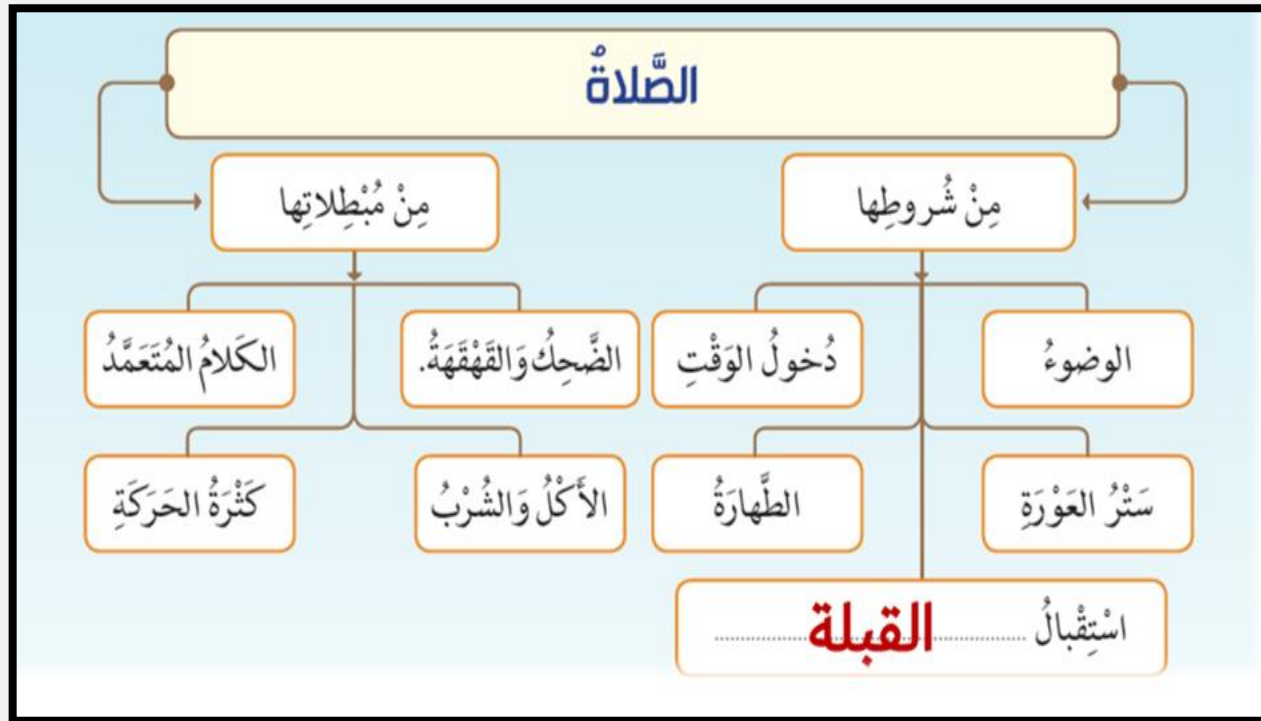 الصَّلاةُ
مِنْ شُروطِها
مِنْ مُبْطِلاتِها
الوضوءُ
دُخولُ الوَقْتِ
الضَّحِكُ وَالقَهْقَهَةُ.
الكَلامُ المُتَعَمَّدُ
سَتْرُ العَوْرَةِ
الطَّهارَةُ
الأَكْلُ وَالشُرْبُ
كَثْرَةُ الحَرَكَةِ
اسْتِقْبالُ القبلة